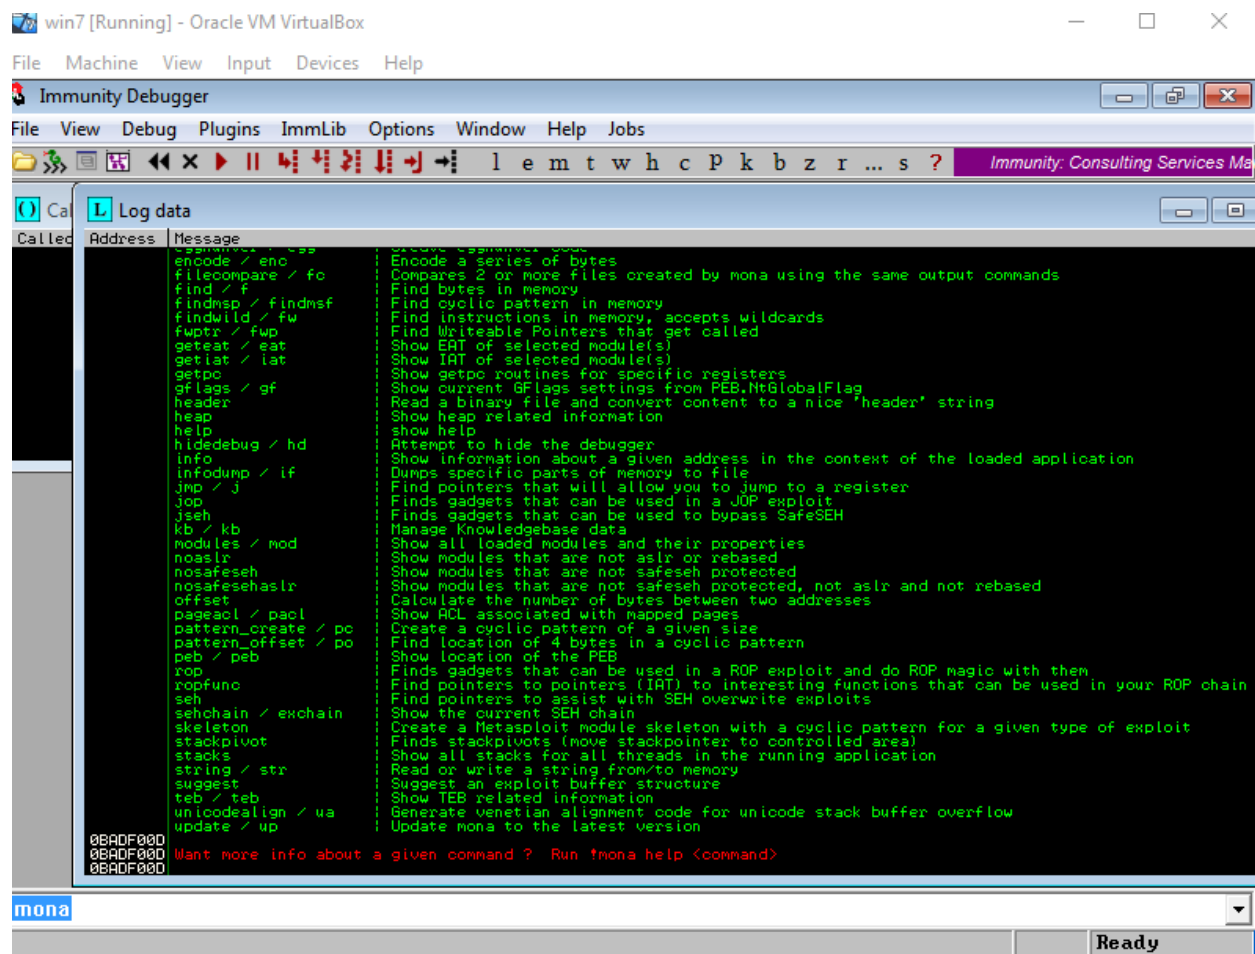 win7 [Running] - Oracle VM VirtualBox
File Machine View Input Devices Help
Immunity Debugger
File View Debug Plugins ImmLib Options Window Help Jobs
l e m t w h c P k b z r ... s ? Immunity: Consulting Services Ma
Cal Log data
Called Address Message
encode / enc | Encode a series of bytes
filecompare / fc | Compares 2 or more files created by mona using the same output commands
find / f | Find bytes in memory
findmsp / findmsf | Find cyclic pattern in memory
findwild / fw | Find instructions in memory, accepts wildcards
fwptr / fwp | Find Writeable Pointers that get called
geteat / eat | Show EAT of selected module(s)
getiat / iat | Show IAT of selected module(s)
getpc | Show getpc routines for specific registers
gflags / gf | Show current GFlags settings from PEB.NtGlobalFlag
header | Read a binary file and convert content to a nice 'header' string
heap | Show heap related information
help | show help
hidedebug / hd | Attempt to hide the debugger
info | Show information about a given address in the context of the loaded application
infodump / if | Dumps specific parts of memory to file
jmp / j | Find pointers that will allow you to jump to a register
jop | Finds gadgets that can be used in a JOP exploit
jseh | Finds gadgets that can be used to bypass SafeSEH
kb / kb | Manage Knowledgebase data
modules / mod | Show all loaded modules and their properties
noaslr | Show modules that are not aslr or rebased
nosafeseh | Show modules that are not safeseh protected
nosafesehaslr | Show modules that are not safeseh protected, not aslr and not rebased
offset | Calculate the number of bytes between two addresses
pageacl / pacl | Show ACL associated with mapped pages
pattern_create / pc | Create a cyclic pattern of a given size
pattern_offset / po | Find location of 4 bytes in a cyclic pattern
peb / peb | Show location of the PEB
rop | Finds gadgets that can be used in a ROP exploit and do ROP magic with them
ropfunc | Find pointers to pointers (IAT) to interesting functions that can be used in your ROP chain
seh | Find pointers to assist with SEH overwrite exploits
sehchain / exchain | Show the current SEH chain
skeleton | Create a Metasploit module skeleton with a cyclic pattern for a given type of exploit
stackpivot | Finds stackpivots (move stackpointer to controlled area)
stacks | Show all stacks for all threads in the running application
string / str | Read or write a string from/to memory
suggest | Suggest an exploit buffer structure
teb / teb | Show TEB related information
unicodealign / ua | Generate venetian alignment code for unicode stack buffer overflow
update / up | Update mona to the latest version
0BADF00D
0BADF00D Want more info about a given command ? Run !mona help <command>
0BADF00D
mona
Ready